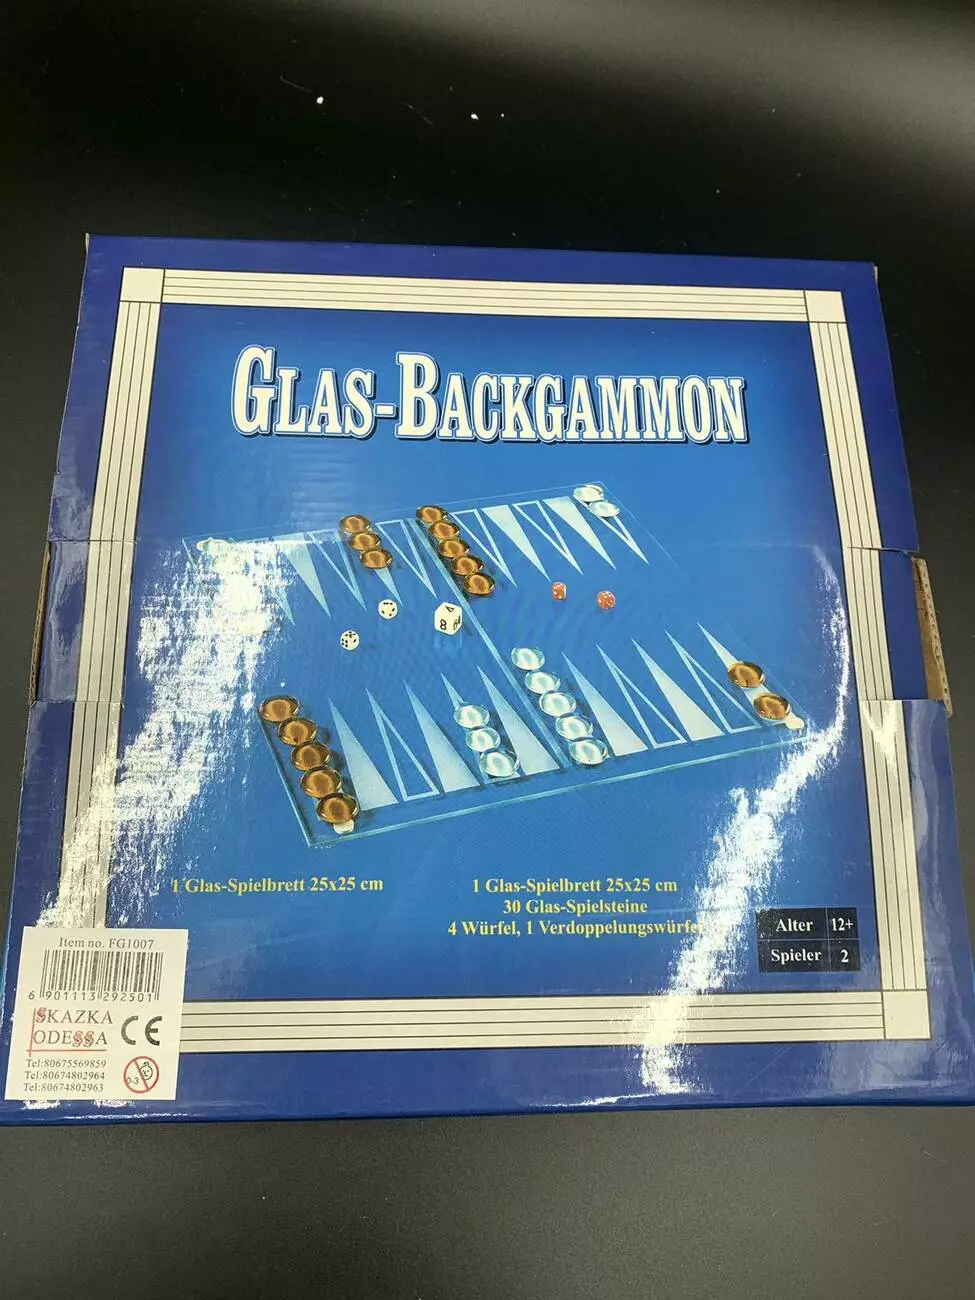 GLAS-BACKGAMMON
1 Glas-Spielbrett 25x25 cm
1 Glas-Spielbrett 25x25 cm
30 Glas-Spielsteine
4 Würfel, 1 Verdoppelungswürfel
Alter 12+
Spieler 2
Item no. FG1007
6 901113 292501
SKAZKA
ODESSA
CE
Tel:80675569859
Tel:80674802964
Tel:80674802963
0-3